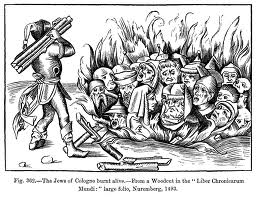 Fig. 362.—The Jews of Cologne burnt alive.—From a Woodcut in the "Liber Chronicarum
Mundi:" large folio, Nuremberg, 1493.